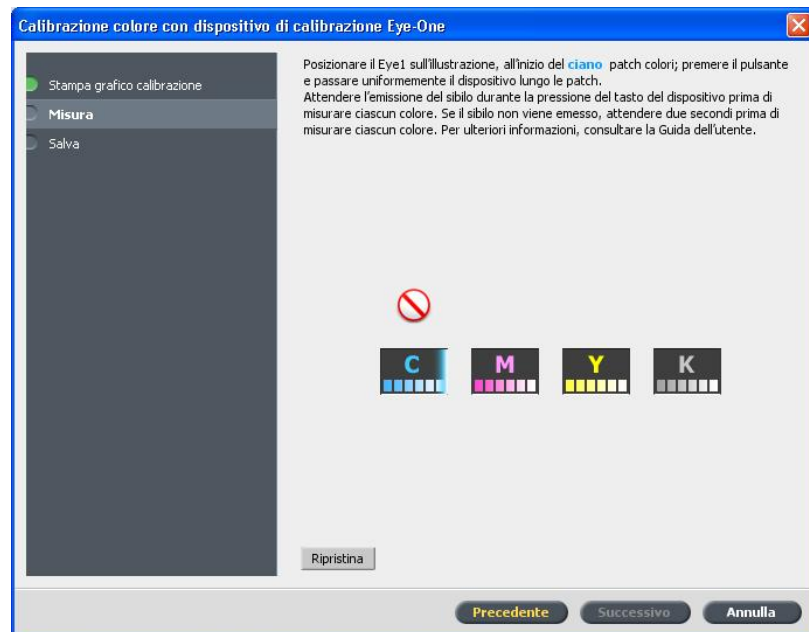 Calibrazione colore con dispositivo di calibrazione Eye-One
Stampa grafico calibrazione
Misura
Salva
Posizionare il Eye1 sull'illustrazione, all'inizio del ciano patch colori; premere il pulsante
e passare uniformemente il dispositivo lungo le patch.
Attendere l'emissione del sibilo durante la pressione del tasto del dispositivo prima di
misurare ciascun colore. Se il sibilo non viene emesso, attendere due secondi prima di
misurare ciascun colore. Per ulteriori informazioni, consultare la Guida dell'utente.
C M Y K
Ripristina
Precedente Successivo Annulla